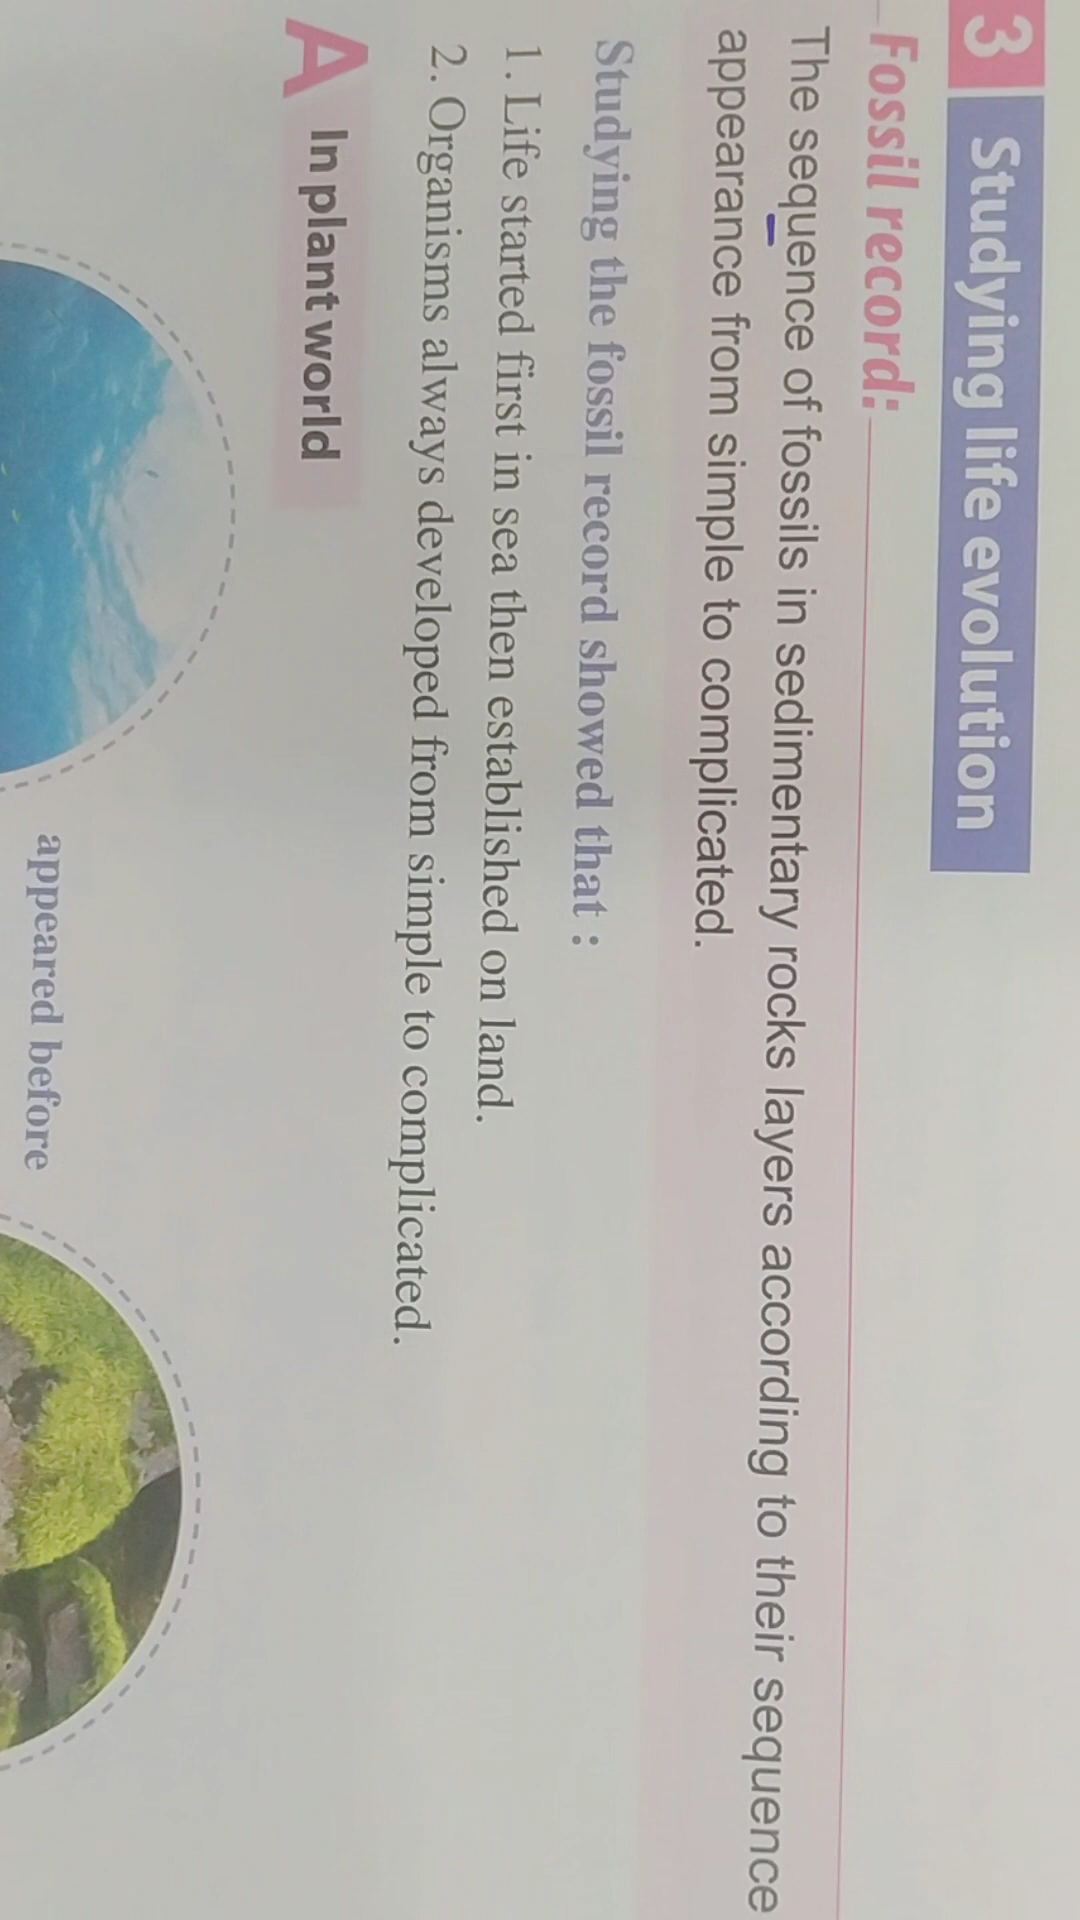 3 Studying life evolution
Fossil record:
The sequence of fossils in sedimentary rocks layers according to their sequence
appearance from simple to complicated.
Studying the fossil record showed that :
1. Life started first in sea then established on land.
2. Organisms always developed from simple to complicated.
A In plant world
appeared before